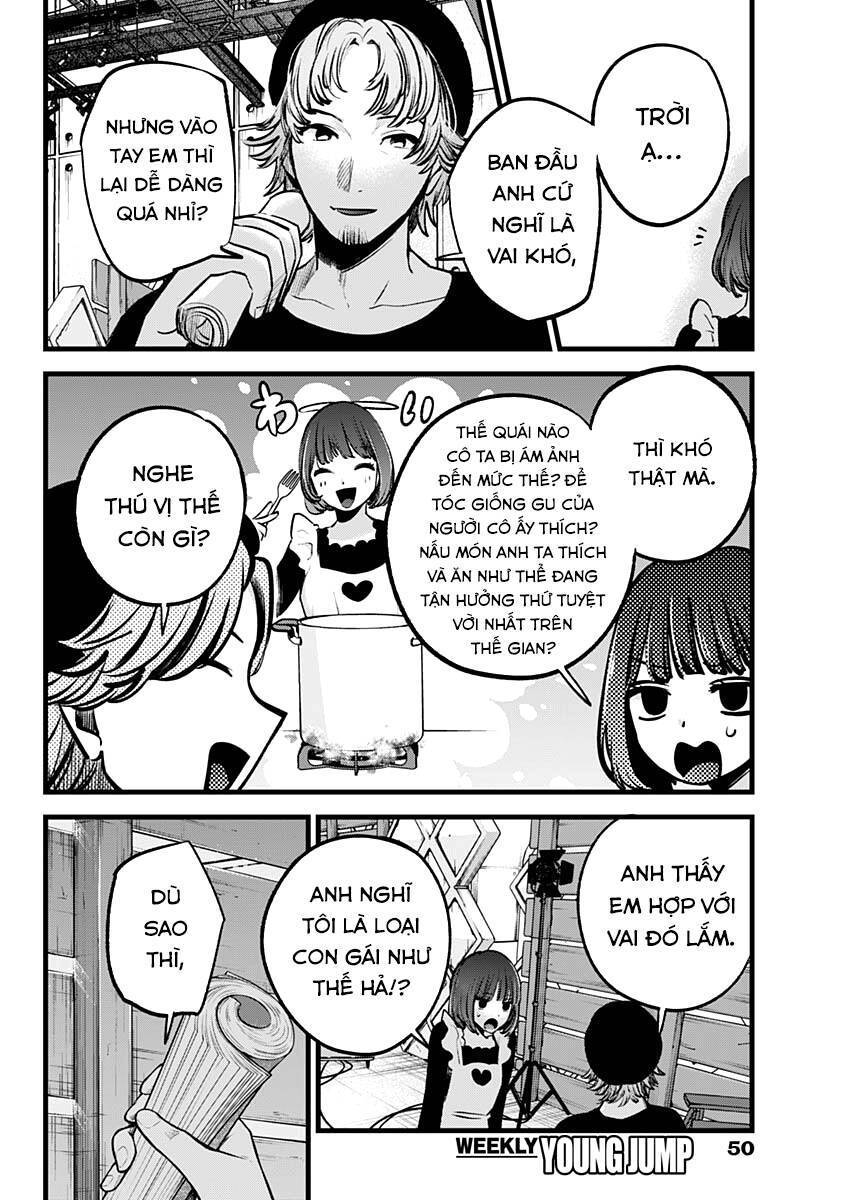 TRỜI
Ạ...
BAN ĐẦU
ANH CỨ
NGHĨ LÀ
VAI KHÓ,
NHƯNG VÀO
TAY EM THÌ
LẠI DỄ DÀNG
QUÁ NHỈ?
THÌ KHÓ
THẬT MÀ.
THẾ QUÁI NÀO
CÔ TA BỊ ÁM ẢNH
ĐẾN MỨC THẾ? ĐỂ
TÓC GIỐNG GU CỦA
NGƯỜI CÔ ẤY THÍCH?
NẤU MÓN ANH TA THÍCH
VÀ ĂN NHƯ THỂ ĐANG
TẬN HƯỞNG THỨ TUYỆT
VỜI NHẤT TRÊN
THẾ GIAN?
わ
い
NGHE
THÚ VỊ THẾ
CÒN GÌ?
ANH THẤY
EM HỢP VỚI
VAI ĐÓ LẮM.
ANH NGHĨ
TÔI LÀ LOẠI
CON GÁI NHƯ
THẾ HẢ!?
DÙ
SAO
THÌ,
WEEKLY YOUNG JUMP 50